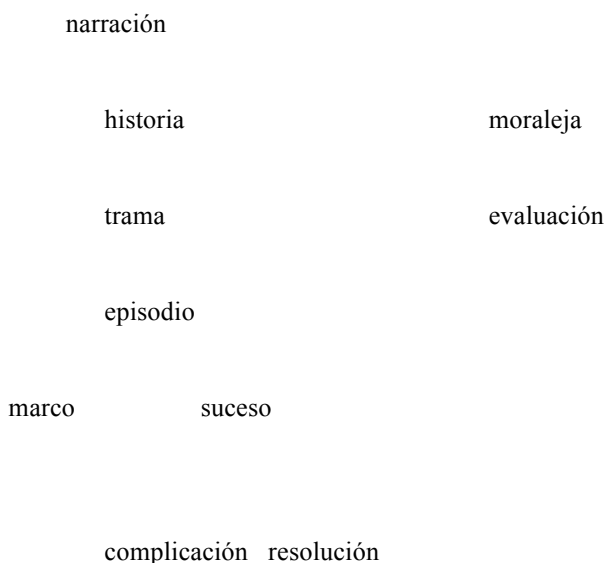 narración
historia moraleja
trama evaluación
episodio
marco suceso
complicación resolución